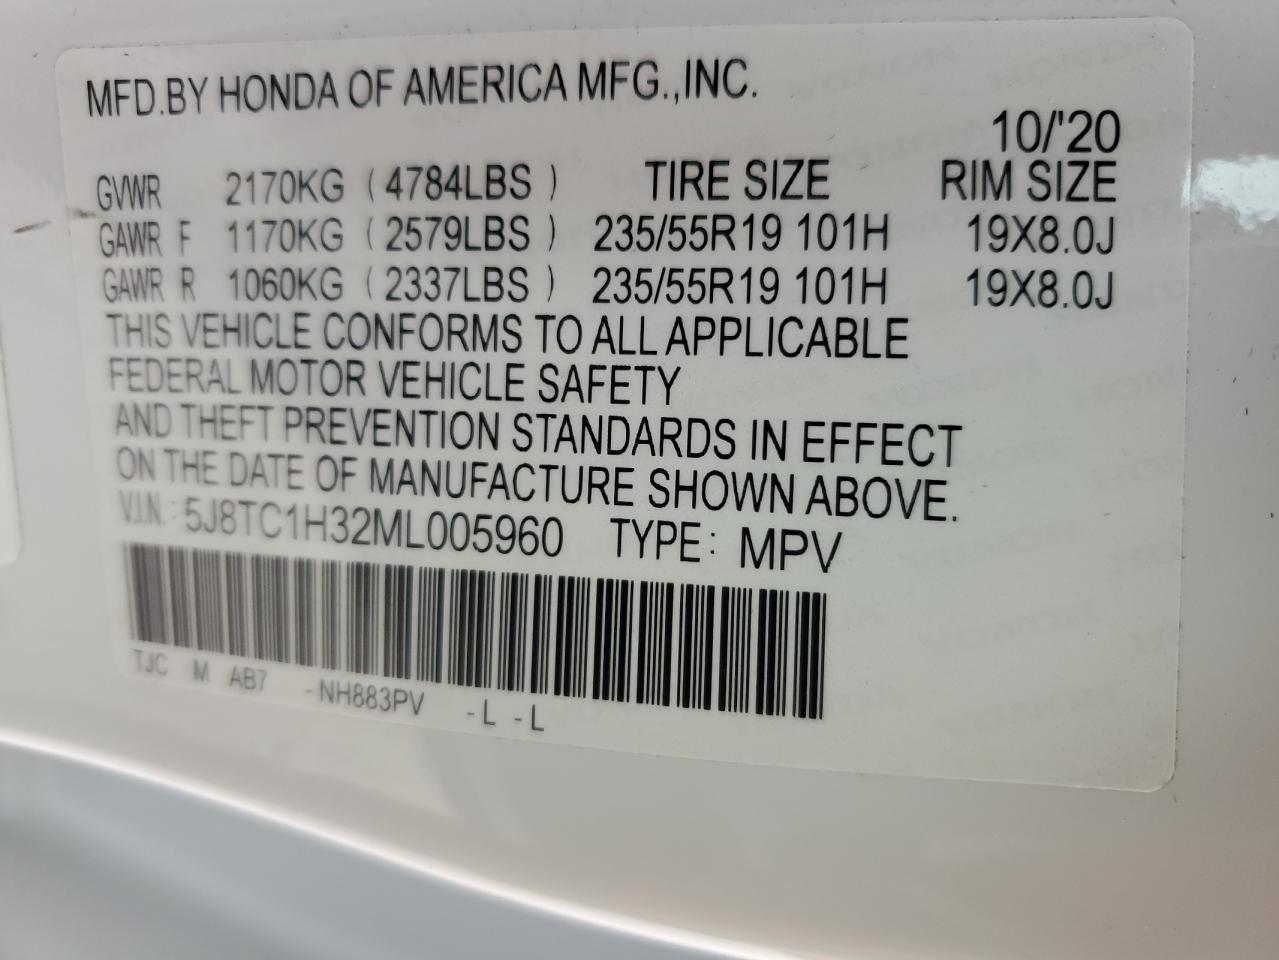 MFD.BY HONDA OF AMERICA MFG.,INC.
10/'20
GVWR 2170KG ( 4784LBS ) TIRE SIZE RIM SIZE
GAWR F 1170KG ( 2579LBS ) 235/55R19 101H 19X8.0J
GAWR R 1060KG ( 2337LBS ) 235/55R19 101H 19X8.0J
THIS VEHICLE CONFORMS TO ALL APPLICABLE
FEDERAL MOTOR VEHICLE SAFETY
AND THEFT PREVENTION STANDARDS IN EFFECT
ON THE DATE OF MANUFACTURE SHOWN ABOVE.
V.I.N.: 5J8TC1H32ML005960 TYPE: MPV
TJC M AB7 -NH883PV -L -L